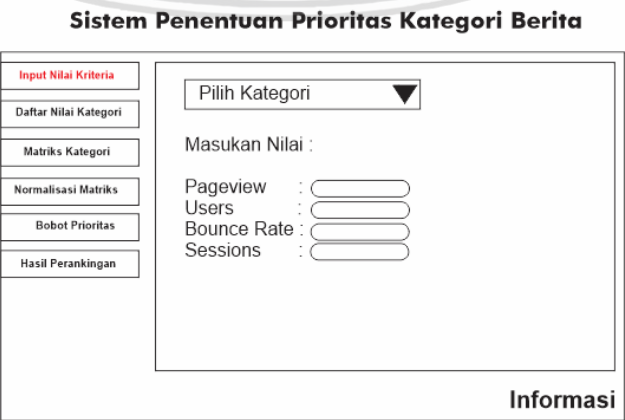 Sistem Penentuan Prioritas Kategori Berita
Input Nilai Kriteria
Daftar Nilai Kategori
Matriks Kategori
Normalisasi Matriks
Bobot Prioritas
Hasil Perankingan
Pilih Kategori
Masukan Nilai :
Pageview :
Users :
Bounce Rate :
Sessions :
Informasi